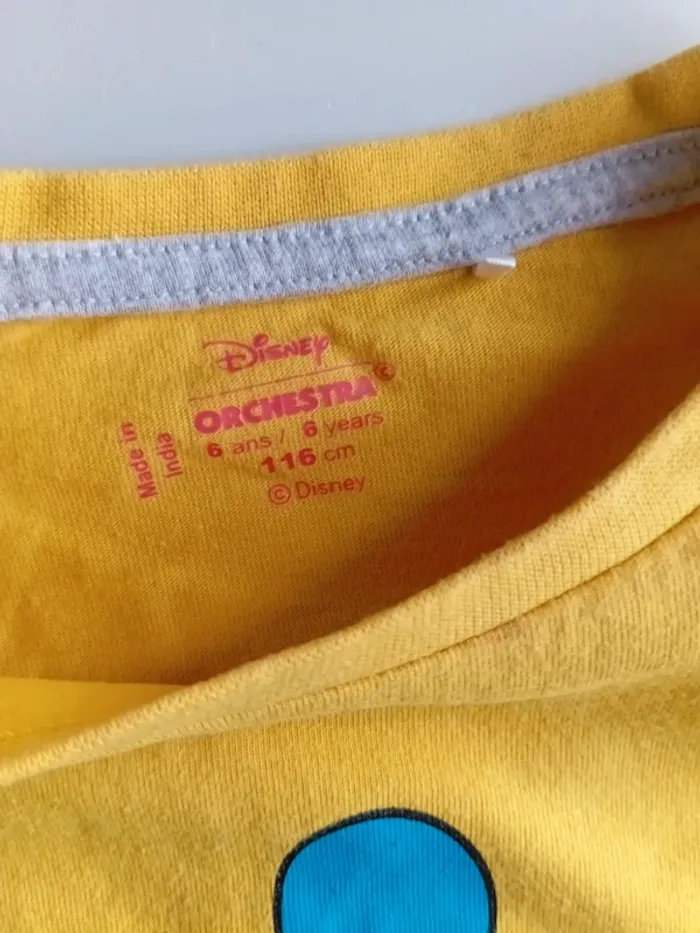 Disney
ORCHESTRA©
6 ans / 6 years
116 cm
© Disney
Made in
India